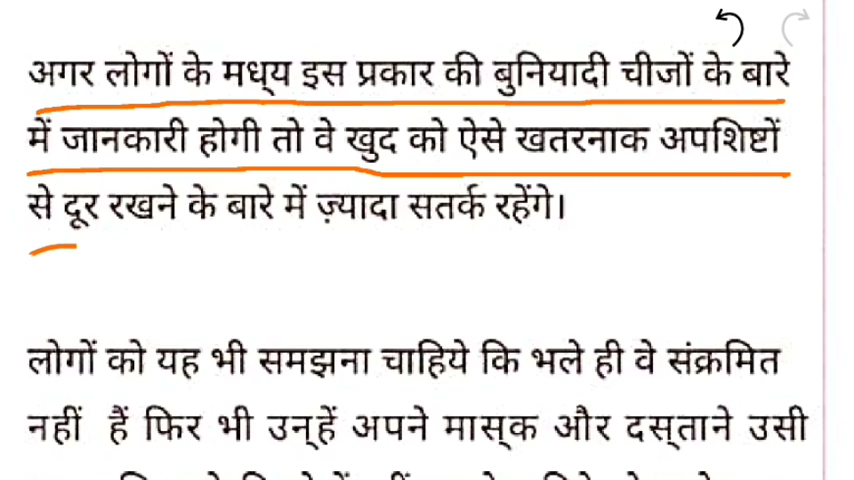 अगर लोगों के मध्य इस प्रकार की बुनियादी चीजों के बारे
में जानकारी होगी तो वे खुद को ऐसे खतरनाक अपशिष्टों
से दूर रखने के बारे में ज़्यादा सतर्क रहेंगे।
लोगों को यह भी समझना चाहिये कि भले ही वे संक्रमित
नहीं हैं फिर भी उन्हें अपने मास्क और दस्ताने उसी